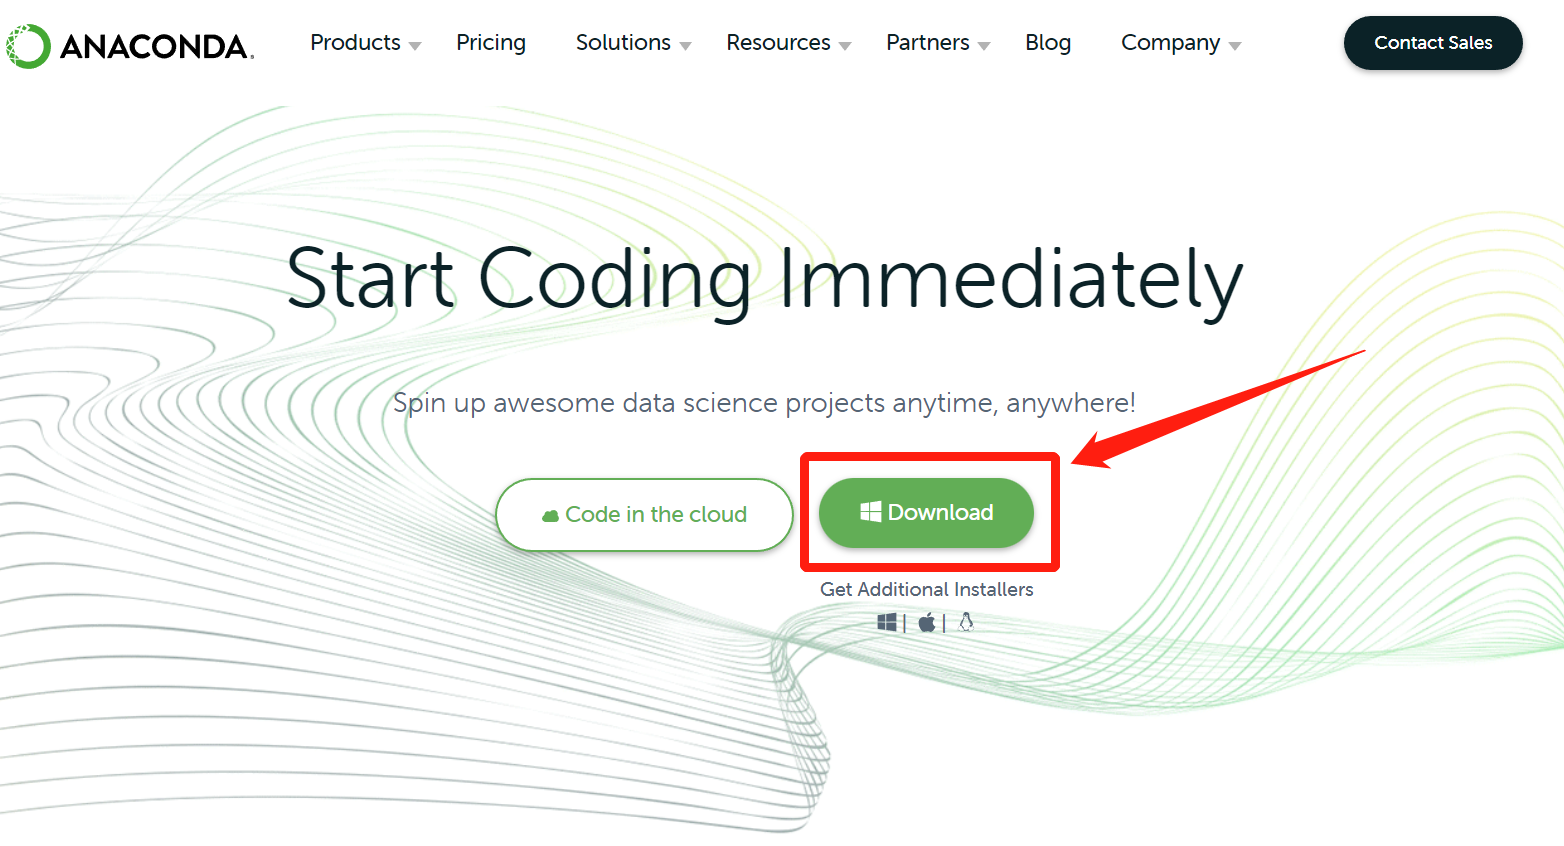 ANACONDA.
Products
Pricing
Solutions
Resources
Partners
Blog
Company
Contact Sales
Start Coding Immediately
Spin up awesome data science projects anytime, anywhere!
Code in the cloud
Download
Get Additional Installers
| |